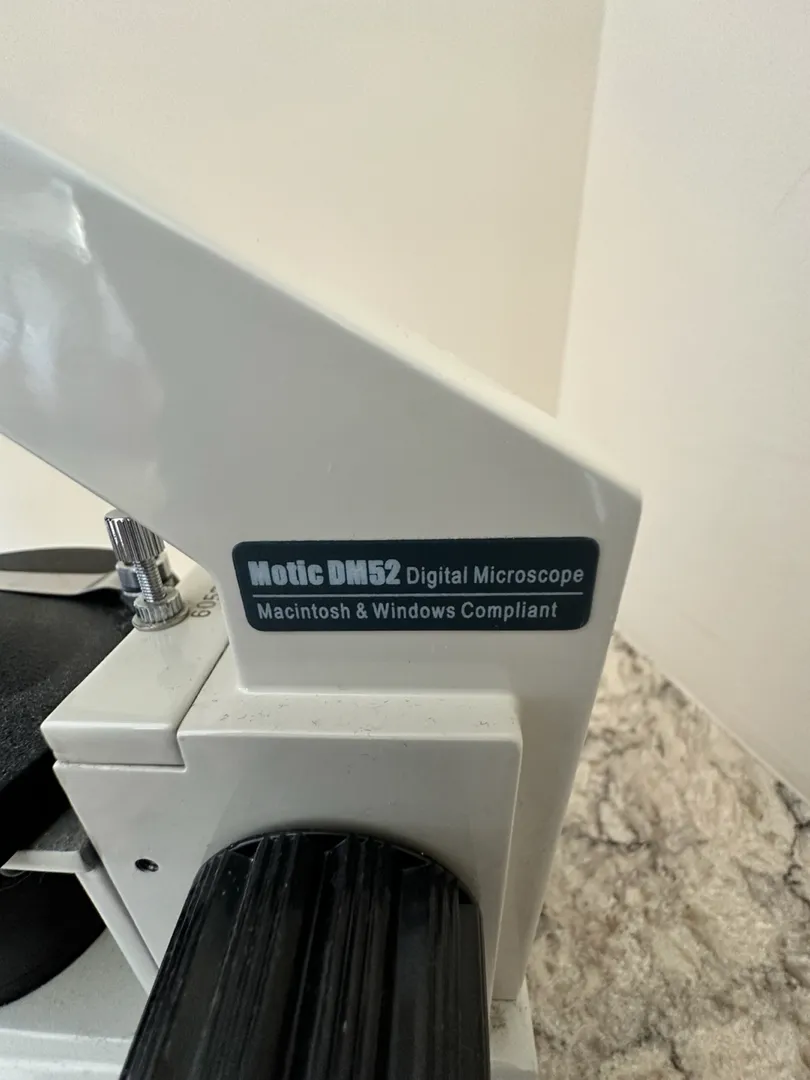 Motic DM52 Digital Microscope
Macintosh & Windows Compliant